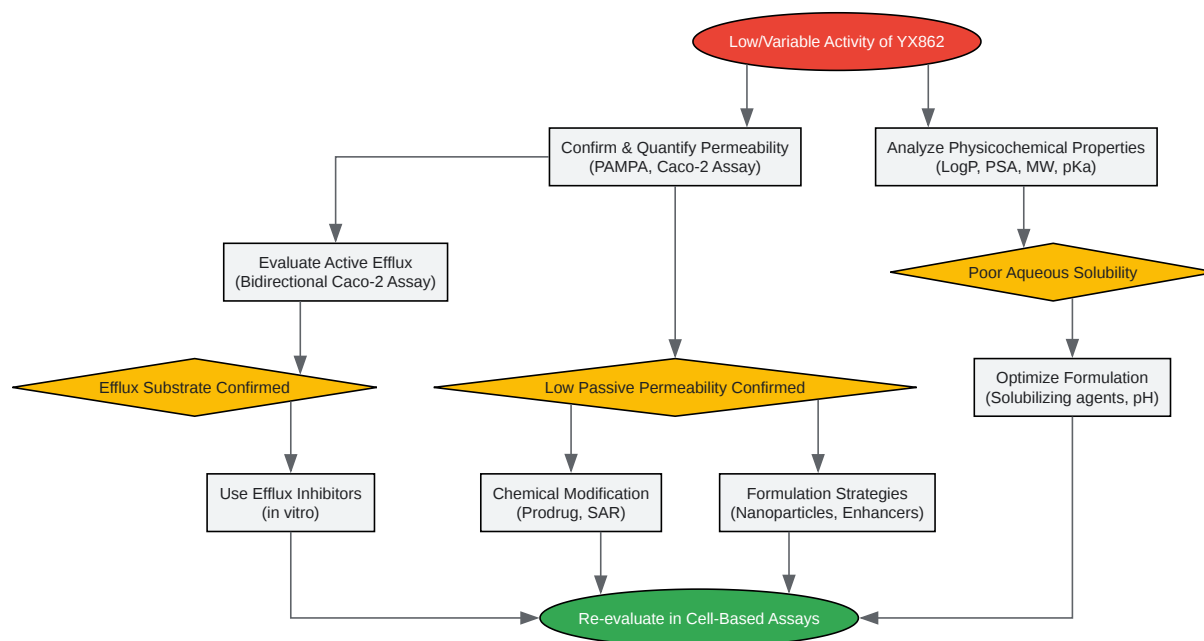 Low/Variable Activity of YX862
Confirm & Quantify Permeability
(PAMPA, Caco-2 Assay)
Analyze Physicochemical Properties
(LogP, PSA, MW, pKa)
Evaluate Active Efflux
(Bidirectional Caco-2 Assay)
Poor Aqueous Solubility
Efflux Substrate Confirmed
Low Passive Permeability Confirmed
Optimize Formulation
(Solubilizing agents, pH)
Use Efflux Inhibitors
(in vitro)
Chemical Modification
(Prodrug, SAR)
Formulation Strategies
(Nanoparticles, Enhancers)
Re-evaluate in Cell-Based Assays